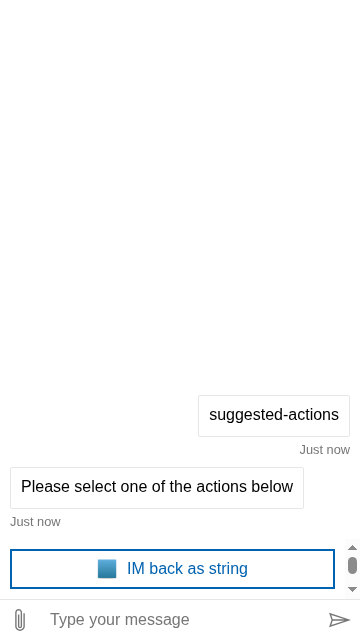 suggested-actions
Just now
Please select one of the actions below
Just now
IM back as string
Type your message